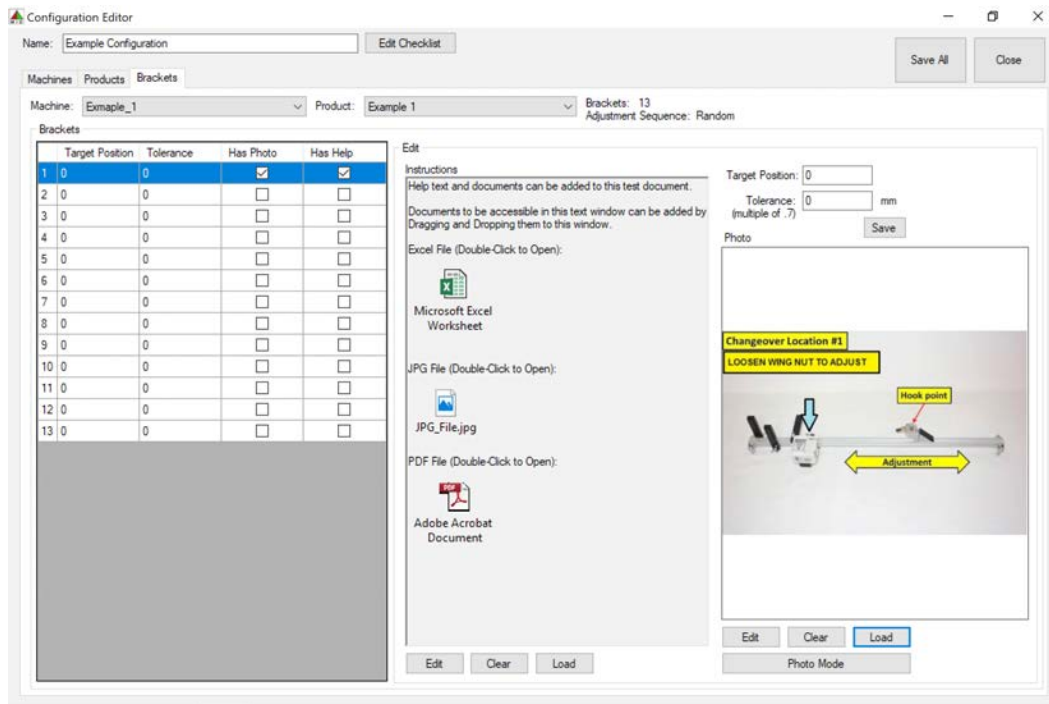 Configuration Editor
Name: Example Configuration Edit Checklist
Save All Close
Machines Products Brackets
Machine: Exmaple_1 Product: Example 1 Brackets: 13
Adjustment Sequence: Random
Brackets
Target Position Tolerance Has Photo Has Help
1 0 0
2 0 0
3 0 0
4 0 0
5 0 0
6 0 0
7 0 0
8 0 0
9 0 0
10 0 0
11 0 0
12 0 0
13 0 0
Edit
Instructions
Help text and documents can be added to this test document.
Documents to be accessible in this text window can be added by
Dragging and Dropping them to this window.
Excel File (Double-Click to Open):
Microsoft Excel
Worksheet
JPG File (Double-Click to Open):
JPG_File.jpg
PDF File (Double-Click to Open):
PDF
Adobe Acrobat
Document
Edit Clear Load
Target Position: 0
Tolerance: 0 mm
(multiple of .7)
Save
Photo
Changeover Location #1
LOOSEN WING NUT TO ADJUST
Hook point
Adjustment
Edit Clear Load
Photo Mode